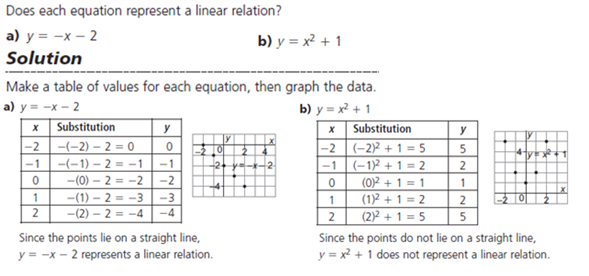 Does each equation represent a linear relation?
a) y = −x − 2
b) y = x² + 1
Solution
Make a table of values for each equation, then graph the data.
a) y = −x − 2
x Substitution y
−2 −(−2) − 2 = 0 0
−1 −(−1) − 2 = −1 −1
0 −(0) − 2 = −2 −2
1 −(1) − 2 = −3 −3
2 −(2) − 2 = −4 −4
y
x
−2 0 2 4
−2 y=−x−2
−4
Since the points lie on a straight line,
y = −x − 2 represents a linear relation.
b) y = x² + 1
x Substitution y
−2 (−2)² + 1 = 5 5
−1 (−1)² + 1 = 2 2
0 (0)² + 1 = 1 1
1 (1)² + 1 = 2 2
2 (2)² + 1 = 5 5
y
4 y=x²+1
x
−2 0 2
Since the points do not lie on a straight line,
y = x² + 1 does not represent a linear relation.